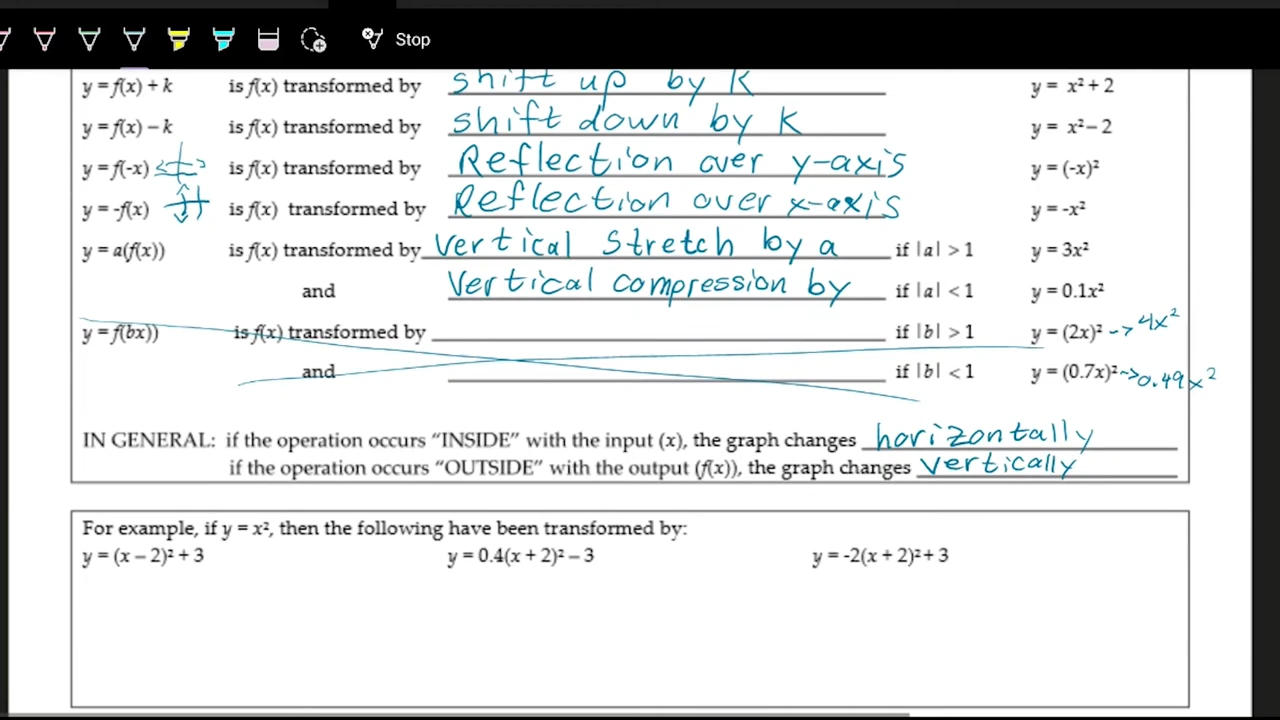 Stop
y = f(x) + k is f(x) transformed by shift up by k y = x² + 2
y = f(x) – k is f(x) transformed by shift down by k y = x² – 2
y = f(-x) is f(x) transformed by Reflection over y-axis y = (-x)²
y = -f(x) is f(x) transformed by Reflection over x-axis y = -x²
y = a(f(x)) is f(x) transformed by vertical stretch by a if |a| > 1 y = 3x²
and vertical compression by if |a| < 1 y = 0.1x²
y = f(bx)) is f(x) transformed by if |b| > 1 y = (2x)² --> 4x²
and if |b| < 1 y = (0.7x)² ~> 0.49x²
IN GENERAL: if the operation occurs “INSIDE” with the input (x), the graph changes horizontally
if the operation occurs “OUTSIDE” with the output (f(x)), the graph changes vertically
For example, if y = x², then the following have been transformed by:
y = (x – 2)² + 3 y = 0.4(x + 2)² – 3 y = -2(x + 2)² + 3